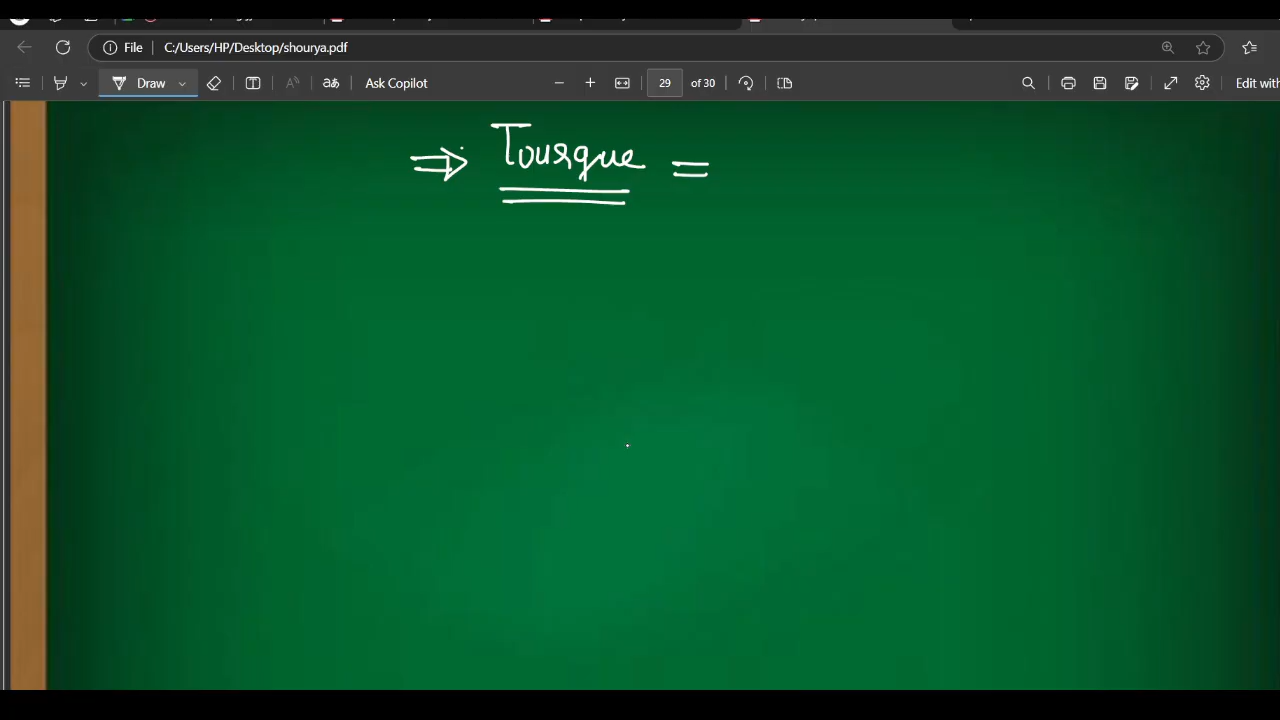 File | C:/Users/HP/Desktop/shourya.pdf
Draw Ask Copilot 29 of 30 Edit with
⇒ Tourque =